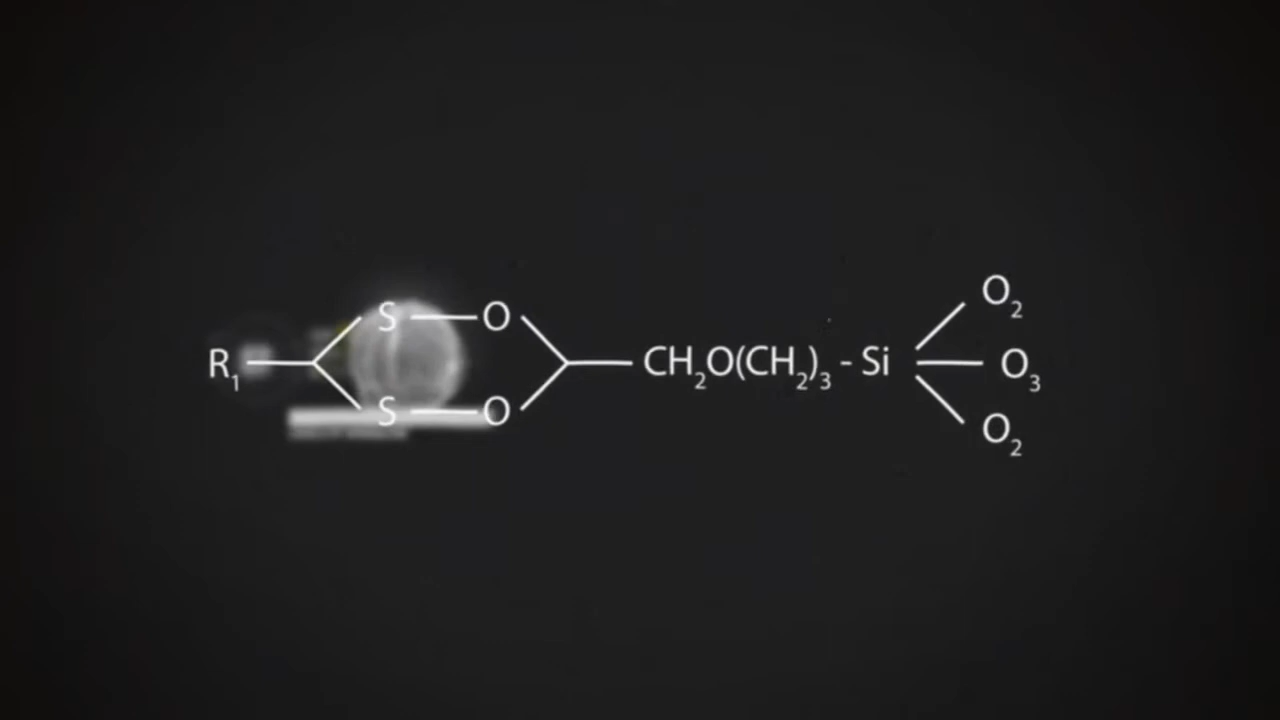 O₂
S O
R₁ CH₂O(CH₂)₃ - Si O₃
S O
O₂